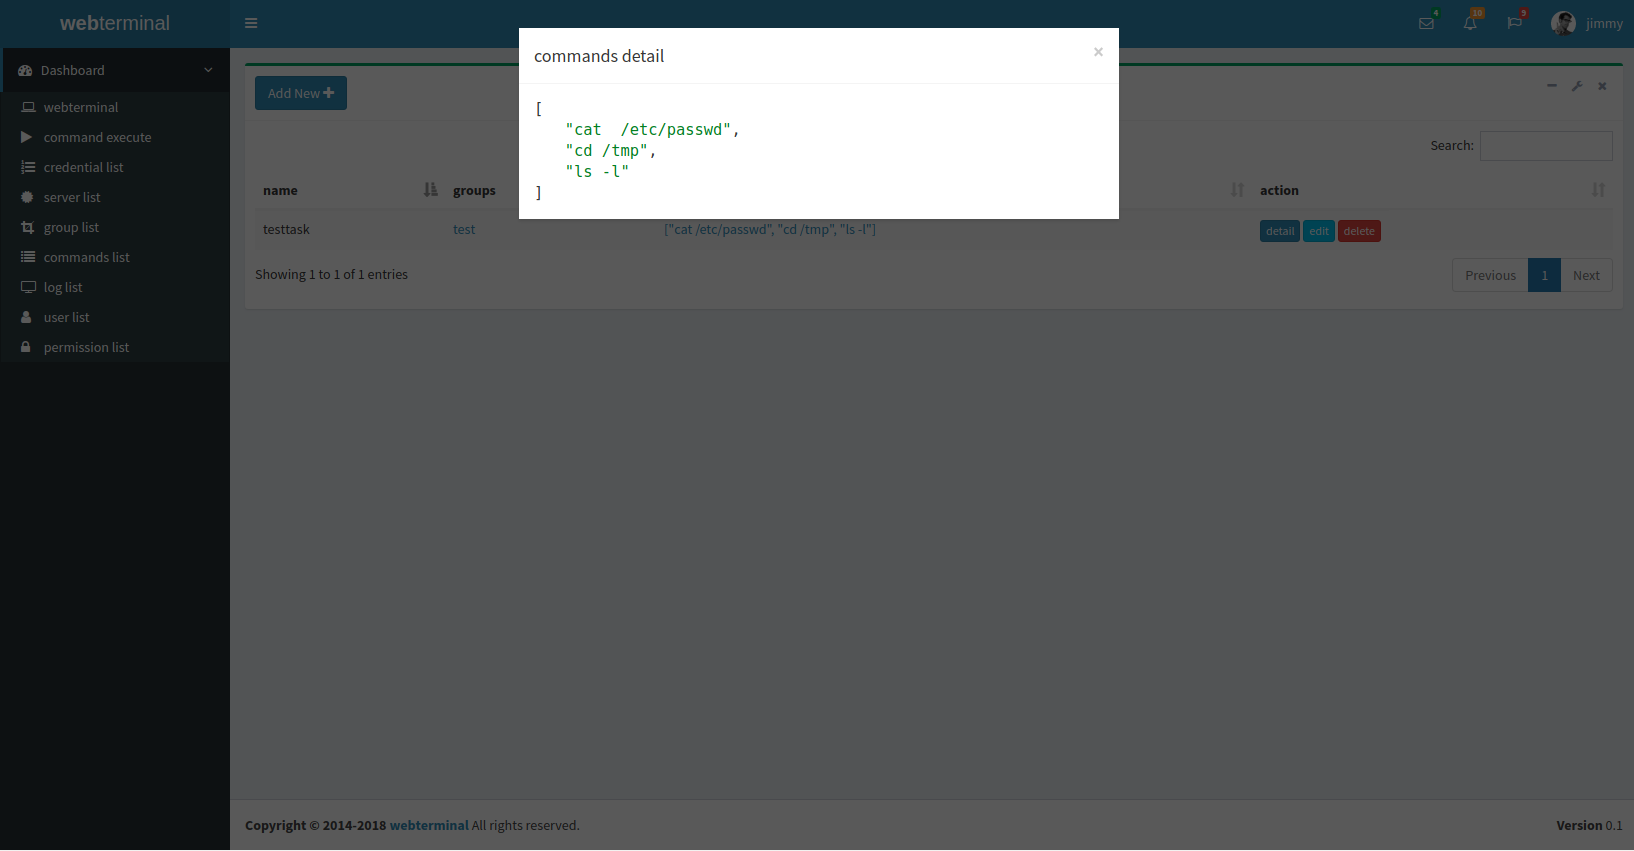 webterminal
4
10
9
jimmy
commands detail
×
Dashboard
webterminal
command execute
credential list
server list
group list
commands list
log list
user list
permission list
Add New
[
"cat  /etc/passwd",
"cd /tmp",
"ls -l"
]
Search:
name groups action
testtask test ["cat /etc/passwd", "cd /tmp", "ls -l"] detail edit delete
Showing 1 to 1 of 1 entries
Previous 1 Next
Copyright © 2014-2018 webterminal All rights reserved.
Version 0.1